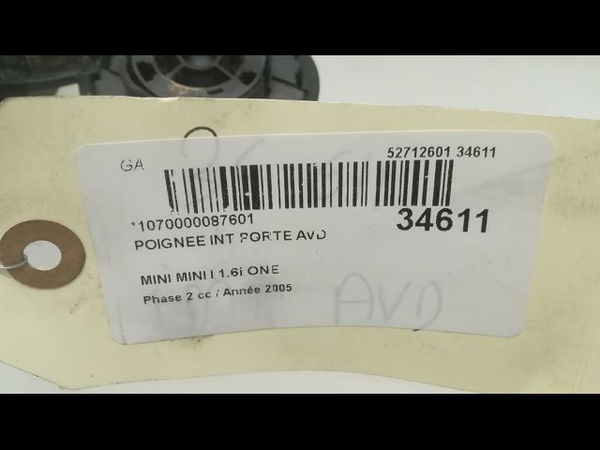 GA
52712601 34611
*1070000087601
34611
POIGNEE INT PORTE AVD
MINI MINI I 1.6i ONE
Phase 2 cc / Année 2005
AVD